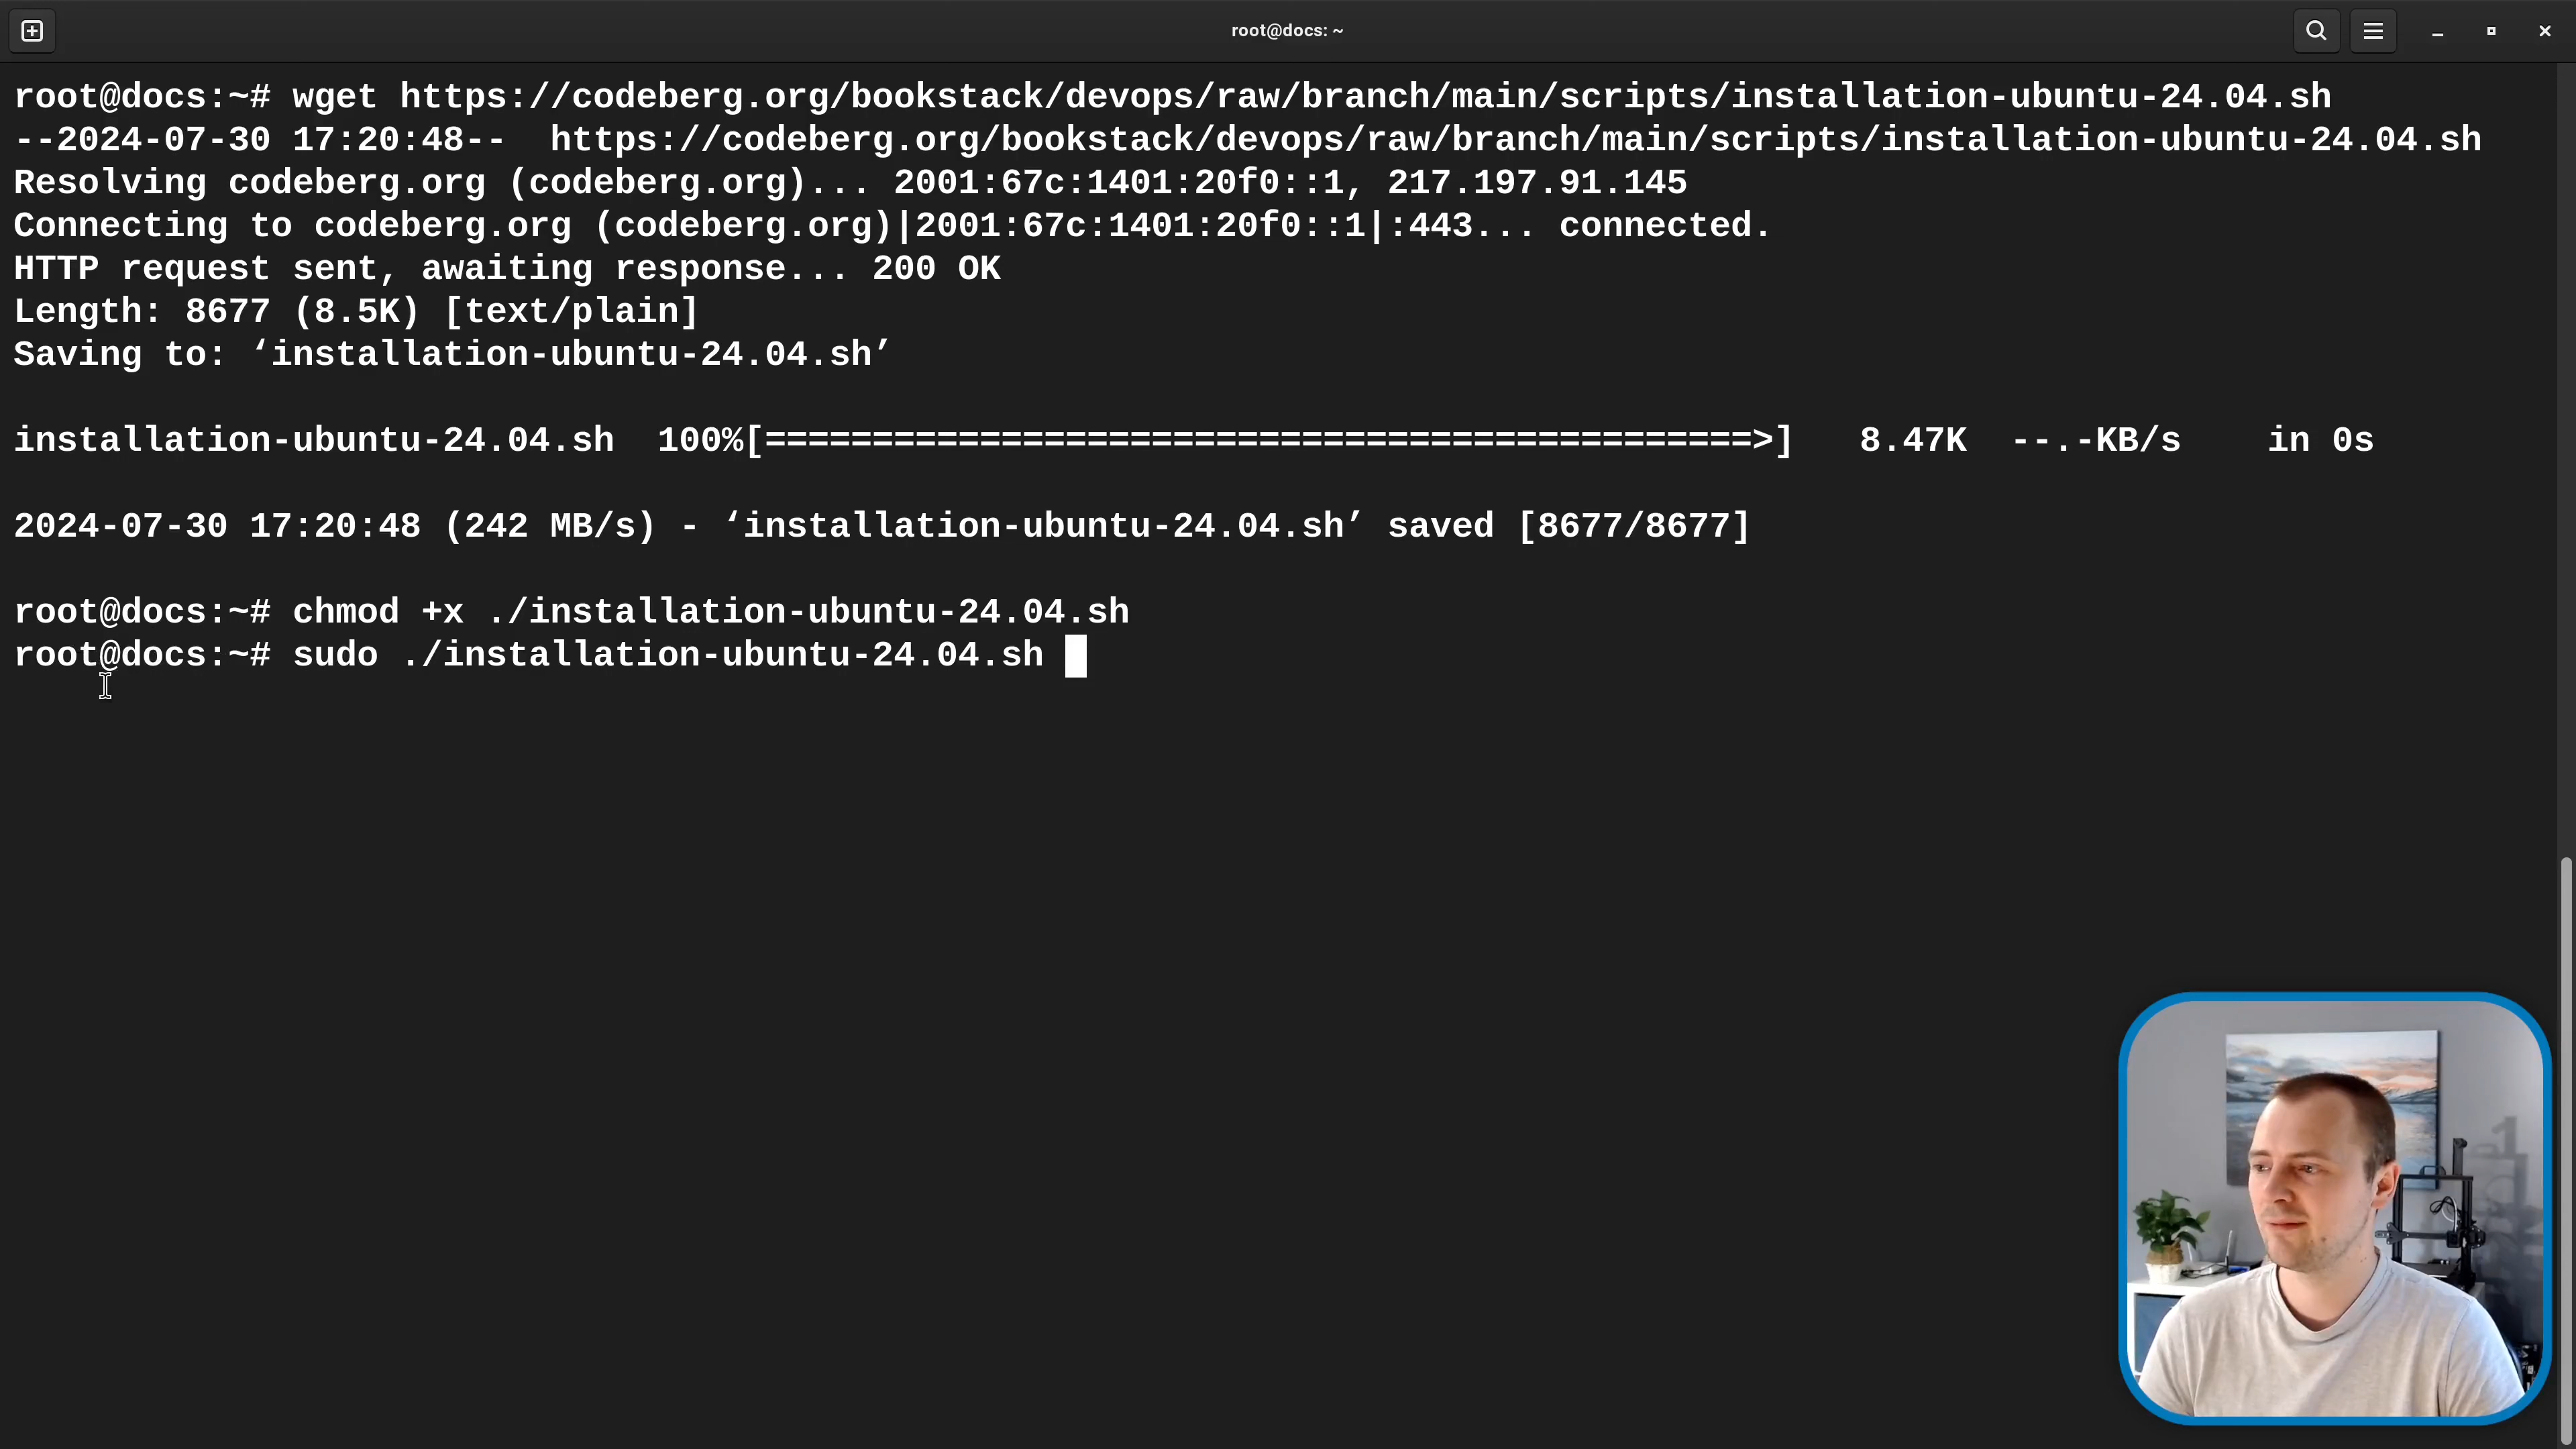 root@docs: ~
root@docs:~# wget https://codeberg.org/bookstack/devops/raw/branch/main/scripts/installation-ubuntu-24.04.sh
--2024-07-30 17:20:48--  https://codeberg.org/bookstack/devops/raw/branch/main/scripts/installation-ubuntu-24.04.sh
Resolving codeberg.org (codeberg.org)... 2001:67c:1401:20f0::1, 217.197.91.145
Connecting to codeberg.org (codeberg.org)|2001:67c:1401:20f0::1|:443... connected.
HTTP request sent, awaiting response... 200 OK
Length: 8677 (8.5K) [text/plain]
Saving to: ‘installation-ubuntu-24.04.sh’
installation-ubuntu-24.04.sh  100%[==============================================>]   8.47K  --.-KB/s    in 0s
2024-07-30 17:20:48 (242 MB/s) - ‘installation-ubuntu-24.04.sh’ saved [8677/8677]
root@docs:~# chmod +x ./installation-ubuntu-24.04.sh
root@docs:~# sudo ./installation-ubuntu-24.04.sh